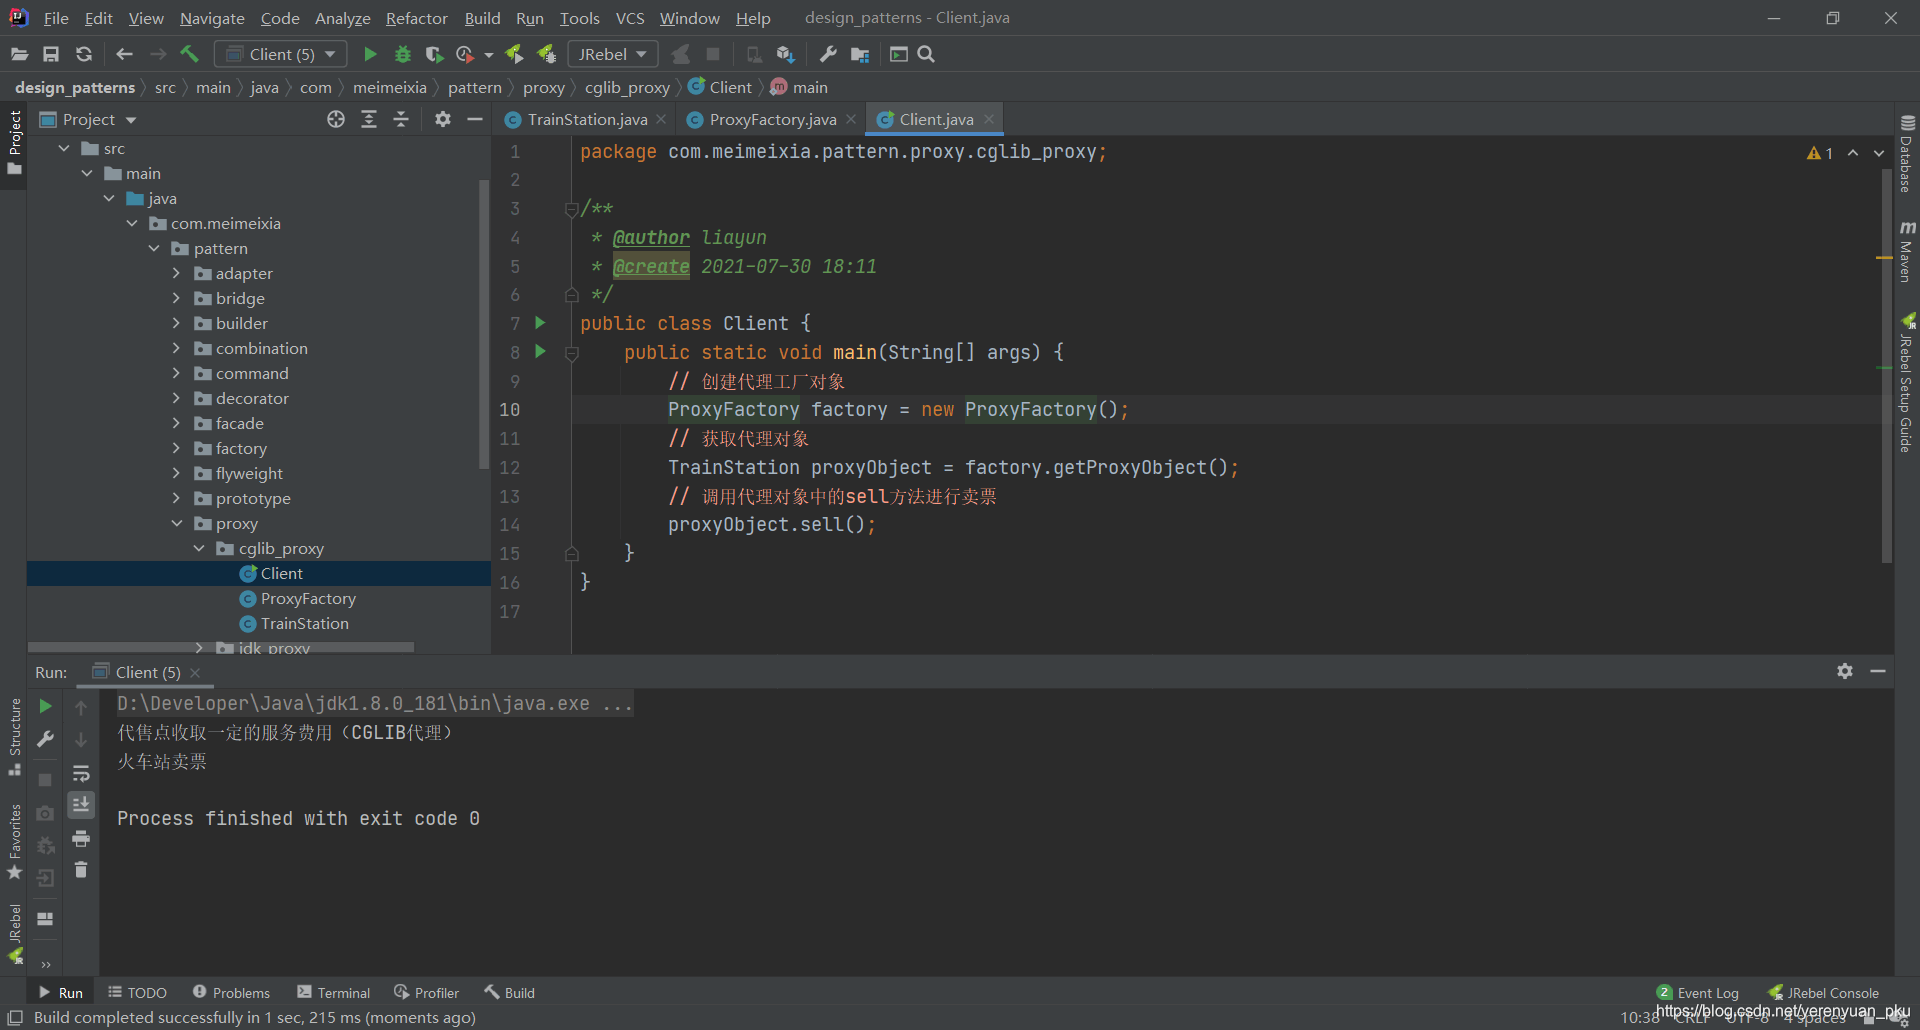 File Edit View Navigate Code Analyze Refactor Build Run Tools VCS Window Help design_patterns - Client.java
Client (5) JRebel
design_patterns src main java com meimeixia pattern proxy cglib_proxy Client main
Project
TrainStation.java ProxyFactory.java Client.java
src
main
java
com.meimeixia
pattern
adapter
bridge
builder
combination
command
decorator
facade
factory
flyweight
prototype
proxy
cglib_proxy
Client
ProxyFactory
TrainStation
jdk_proxy
1 package com.meimeixia.pattern.proxy.cglib_proxy;
2
3 /**
4 * @author liayun
5 * @create 2021-07-30 18:11
6 */
7 public class Client {
8 public static void main(String[] args) {
9 // 创建代理工厂对象
10 ProxyFactory factory = new ProxyFactory();
11 // 获取代理对象
12 TrainStation proxyObject = factory.getProxyObject();
13 // 调用代理对象中的sell方法进行卖票
14 proxyObject.sell();
15 }
16 }
17
1
Project
Structure
Favorites
JRebel
Database
Maven
JRebel Setup Guide
Run: Client (5)
D:\Developer\Java\jdk1.8.0_181\bin\java.exe ...
代售点收取一定的服务费用（CGLIB代理）
火车站卖票
Process finished with exit code 0
Run TODO Problems Terminal Profiler Build 2 Event Log JRebel Console
Build completed successfully in 1 sec, 215 ms (moments ago) 10:38 CRLF UTF-8 4 spaces
https://blog.csdn.net/yerenyuan_pku